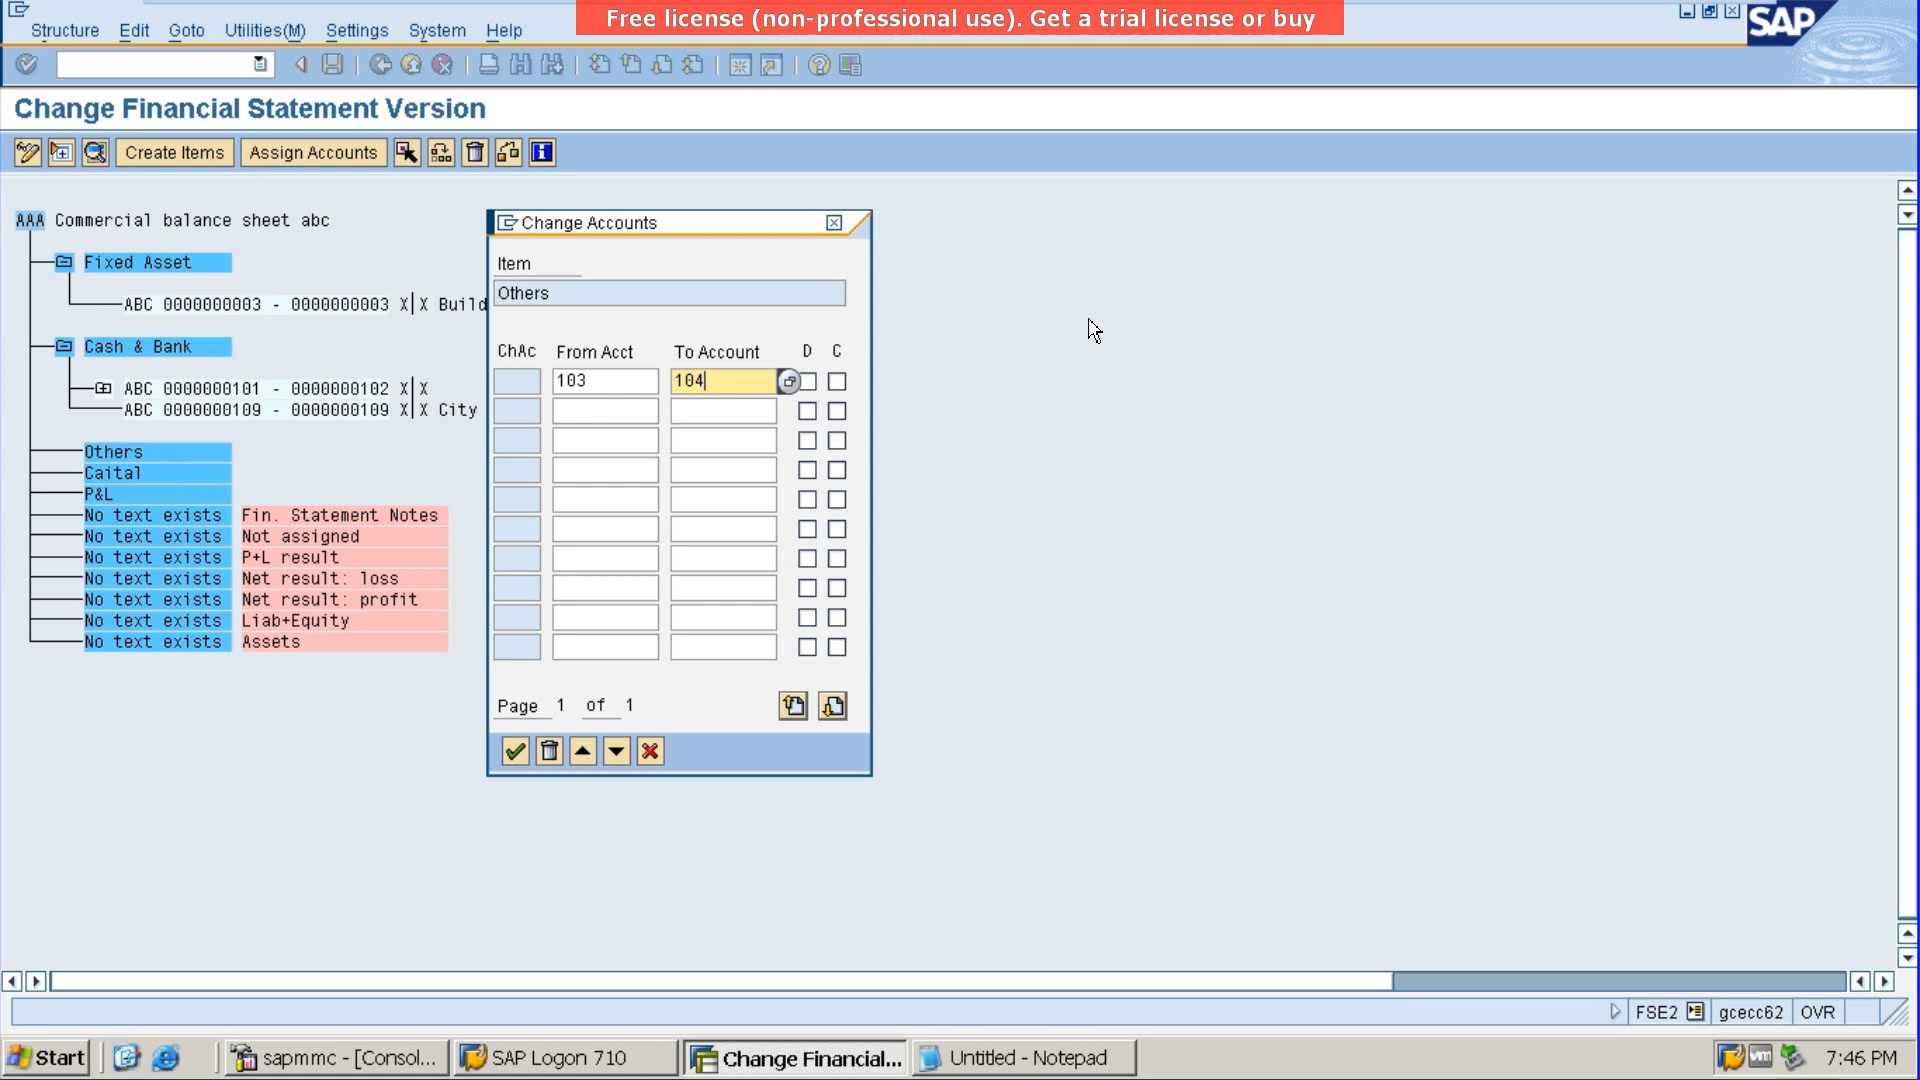 Free license (non-professional use). Get a trial license or buy
Structure Edit Goto Utilities(M) Settings System Help
SAP
Change Financial Statement Version
Create Items Assign Accounts
AAA Commercial balance sheet abc
Fixed Asset
ABC 0000000003 - 0000000003 X X Build
Cash & Bank
ABC 0000000101 - 0000000102 X X
ABC 0000000109 - 0000000109 X X City
Others
Caital
P&L
No text exists Fin. Statement Notes
No text exists Not assigned
No text exists P+L result
No text exists Net result: loss
No text exists Net result: profit
No text exists Liab+Equity
No text exists Assets
Change Accounts
Item
Others
ChAc From Acct To Account D C
103 104
Page 1 of 1
FSE2 gcecc62 OVR
Start sapmmc - [Consol... SAP Logon 710 Change Financial... Untitled - Notepad 7:46 PM